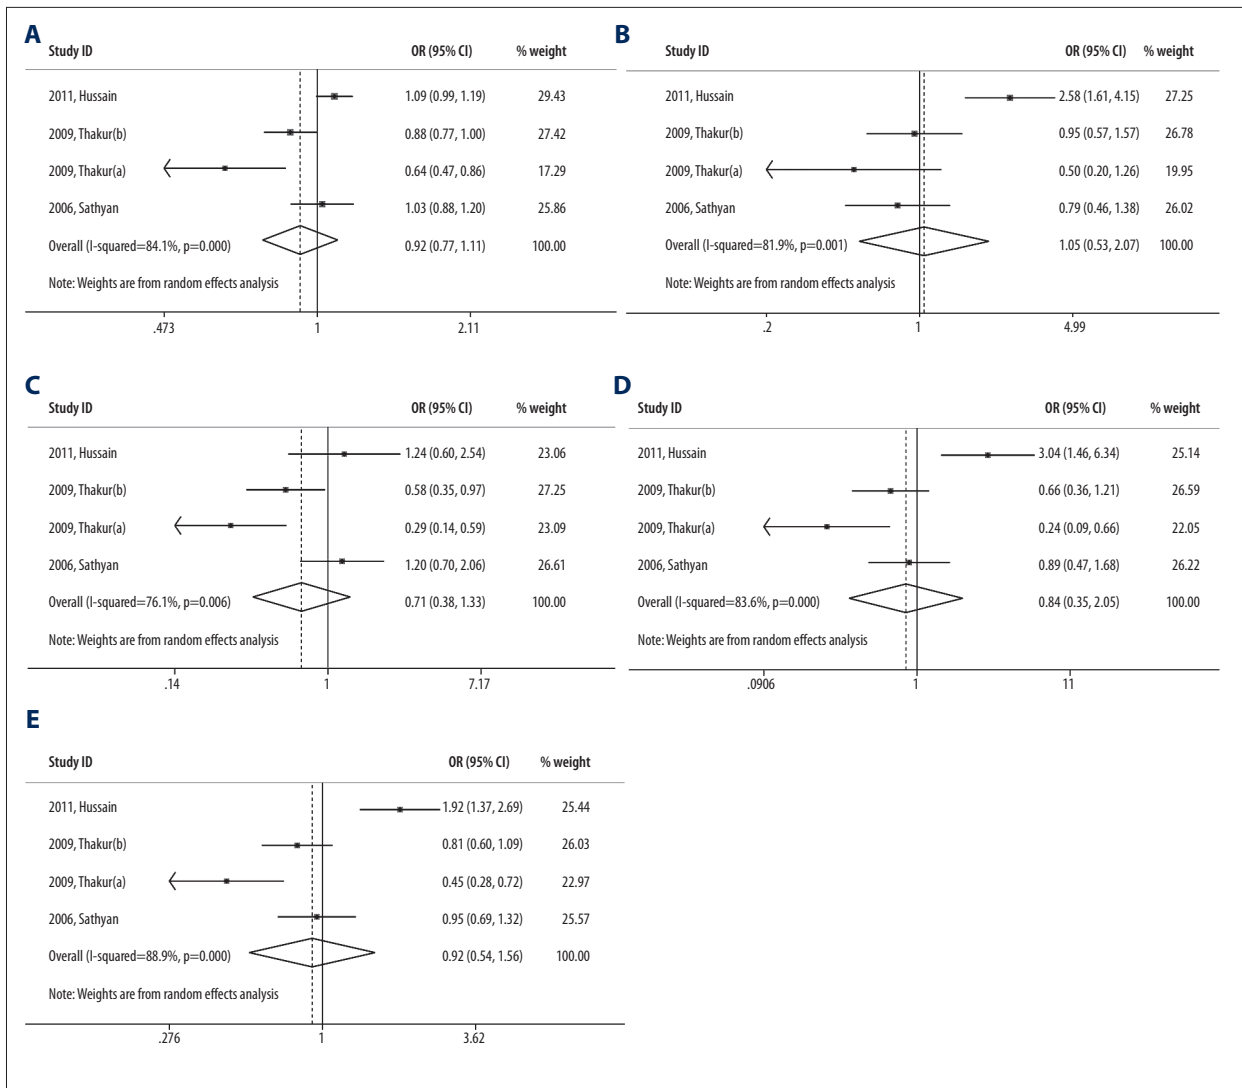 A
Study ID OR (95% CI) % weight
2011, Hussain 1.09 (0.99, 1.19) 29.43
2009, Thakur(b) 0.88 (0.77, 1.00) 27.42
2009, Thakur(a) 0.64 (0.47, 0.86) 17.29
2006, Sathyan 1.03 (0.88, 1.20) 25.86
Overall (I-squared=84.1%, p=0.000) 0.92 (0.77, 1.11) 100.00
Note: Weights are from random effects analysis
.473 1 2.11
B
Study ID OR (95% CI) % weight
2011, Hussain 2.58 (1.61, 4.15) 27.25
2009, Thakur(b) 0.95 (0.57, 1.57) 26.78
2009, Thakur(a) 0.50 (0.20, 1.26) 19.95
2006, Sathyan 0.79 (0.46, 1.38) 26.02
Overall (I-squared=81.9%, p=0.001) 1.05 (0.53, 2.07) 100.00
Note: Weights are from random effects analysis
.2 1 4.99
C
Study ID OR (95% CI) % weight
2011, Hussain 1.24 (0.60, 2.54) 23.06
2009, Thakur(b) 0.58 (0.35, 0.97) 27.25
2009, Thakur(a) 0.29 (0.14, 0.59) 23.09
2006, Sathyan 1.20 (0.70, 2.06) 26.61
Overall (I-squared=76.1%, p=0.006) 0.71 (0.38, 1.33) 100.00
Note: Weights are from random effects analysis
.14 1 7.17
D
Study ID OR (95% CI) % weight
2011, Hussain 3.04 (1.46, 6.34) 25.14
2009, Thakur(b) 0.66 (0.36, 1.21) 26.59
2009, Thakur(a) 0.24 (0.09, 0.66) 22.05
2006, Sathyan 0.89 (0.47, 1.68) 26.22
Overall (I-squared=83.6%, p=0.000) 0.84 (0.35, 2.05) 100.00
Note: Weights are from random effects analysis
.0906 1 11
E
Study ID OR (95% CI) % weight
2011, Hussain 1.92 (1.37, 2.69) 25.44
2009, Thakur(b) 0.81 (0.60, 1.09) 26.03
2009, Thakur(a) 0.45 (0.28, 0.72) 22.97
2006, Sathyan 0.95 (0.69, 1.32) 25.57
Overall (I-squared=88.9%, p=0.000) 0.92 (0.54, 1.56) 100.00
Note: Weights are from random effects analysis
.276 1 3.62